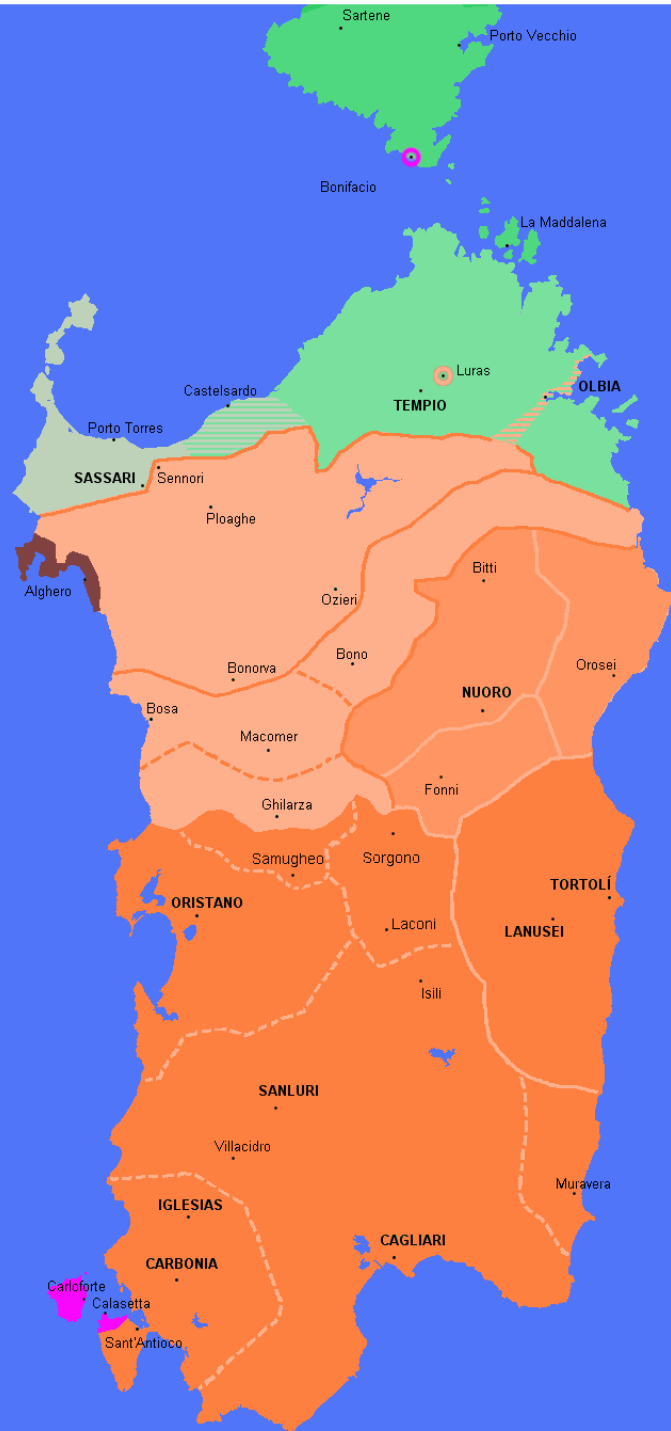 Sartene
Porto Vecchio
Bonifacio
La Maddalena
Luras
OLBIA
Castelsardo
TEMPIO
Porto Torres
SASSARI
Sennori
Ploaghe
Alghero
Ozieri
Bitti
Bono
Bonorva
Orosei
NUORO
Bosa
Macomer
Fonni
Ghilarza
Samugheo
Sorgono
TORTOLÍ
ORISTANO
Laconi
LANUSEI
Isili
SANLURI
Villacidro
Muravera
IGLESIAS
CAGLIARI
CARBONIA
Carloforte
Calasetta
Sant'Antioco